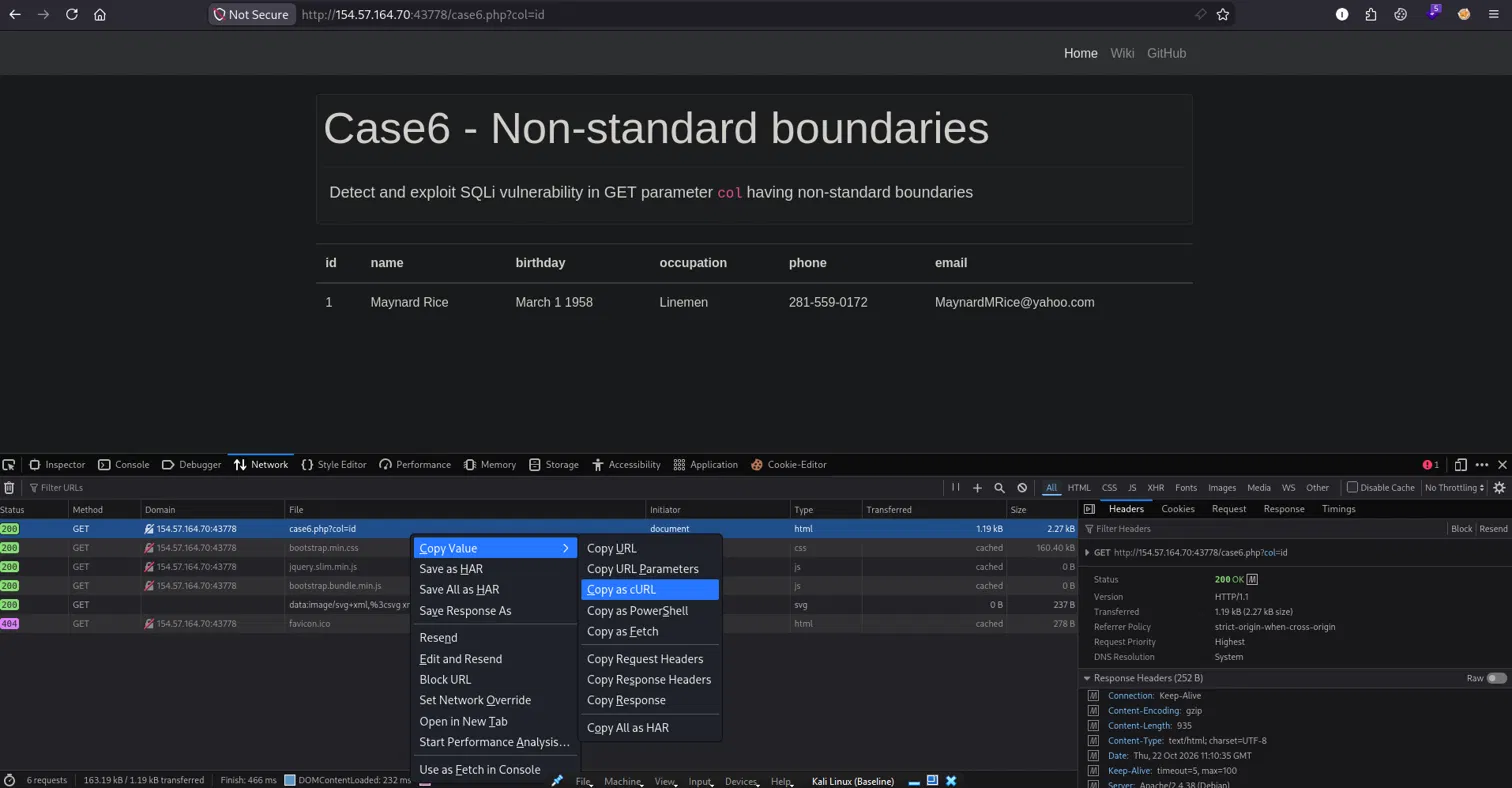 Not Secure http://154.57.164.70:43778/case6.php?col=id 5
Home Wiki GitHub
Case6 - Non-standard boundaries
Detect and exploit SQLi vulnerability in GET parameter col having non-standard boundaries
id name birthday occupation phone email
1 Maynard Rice March 1 1958 Linemen 281-559-0172 MaynardMRice@yahoo.com
Inspector Console Debugger Network Style Editor Performance Memory Storage Accessibility Application Cookie-Editor 1
Filter URLs All HTML CSS JS XHR Fonts Images Media WS Other Disable Cache No Throttling
Status Method Domain File Initiator Type Transferred Size
200 GET 154.57.164.70:43778 case6.php?col=id document html 1.19 kB 2.27 kB
200 GET 154.57.164.70:43778 bootstrap.min.css css cached 160.40 kB
200 GET 154.57.164.70:43778 jquery.slim.min.js js cached 0 B
200 GET 154.57.164.70:43778 bootstrap.bundle.min.js js cached 0 B
200 GET data:image/svg+xml,%3csvg xr svg 0 B 237 B
404 GET 154.57.164.70:43778 favicon.ico html cached 278 B
Copy Value
Save as HAR
Save All as HAR
Save Response As
Resend
Edit and Resend
Block URL
Set Network Override
Open in New Tab
Start Performance Analysis…
Use as Fetch in Console
Copy URL
Copy URL Parameters
Copy as cURL
Copy as PowerShell
Copy as Fetch
Copy Request Headers
Copy Response Headers
Copy Response
Copy All as HAR
Headers Cookies Request Response Timings
Filter Headers Block Resend
GET http://154.57.164.70:43778/case6.php?col=id
Status 200 OK
Version HTTP/1.1
Transferred 1.19 kB (2.27 kB size)
Referrer Policy strict-origin-when-cross-origin
Request Priority Highest
DNS Resolution System
Response Headers (252 B) Raw
Connection: Keep-Alive
Content-Encoding: gzip
Content-Length: 935
Content-Type: text/html; charset=UTF-8
Date: Thu, 22 Oct 2026 11:10:35 GMT
Keep-Alive: timeout=5, max=100
Server: Apache/2.4.38 (Debian)
6 requests 163.19 kB / 1.19 kB transferred Finish: 466 ms DOMContentLoaded: 232 ms
File Machine View Input Devices Help Kali Linux (Baseline)